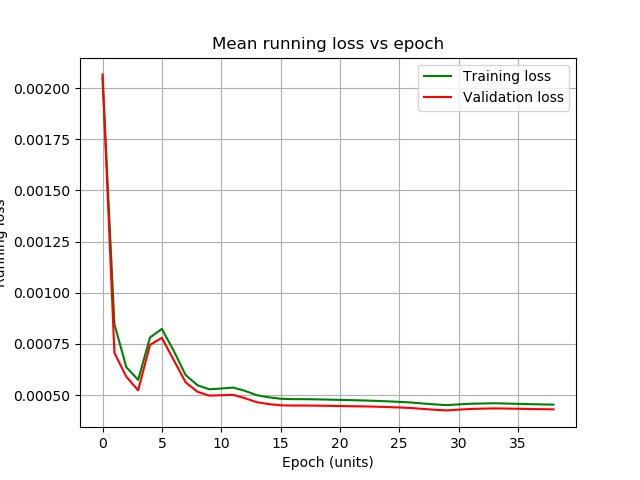 Mean running loss vs epoch
Training loss
Validation loss
0.00200
0.00175
0.00150
0.00125
0.00100
0.00075
0.00050
Running loss
0 5 10 15 20 25 30 35
Epoch (units)